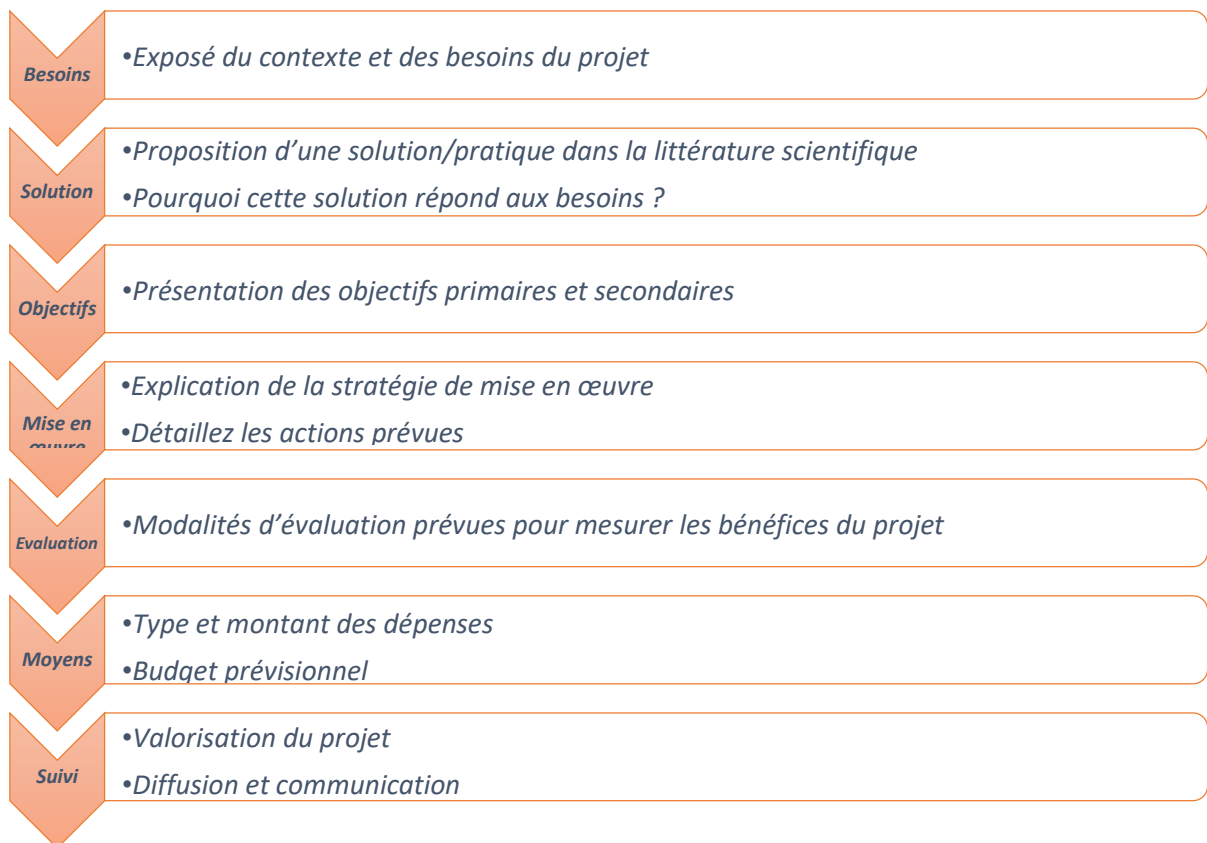 Besoins
•Exposé du contexte et des besoins du projet
Solution
•Proposition d'une solution/pratique dans la littérature scientifique
•Pourquoi cette solution répond aux besoins ?
Objectifs
•Présentation des objectifs primaires et secondaires
Mise en
œuvre
•Explication de la stratégie de mise en œuvre
•Détaillez les actions prévues
Evaluation
•Modalités d'évaluation prévues pour mesurer les bénéfices du projet
Moyens
•Type et montant des dépenses
•Budget prévisionnel
Suivi
•Valorisation du projet
•Diffusion et communication